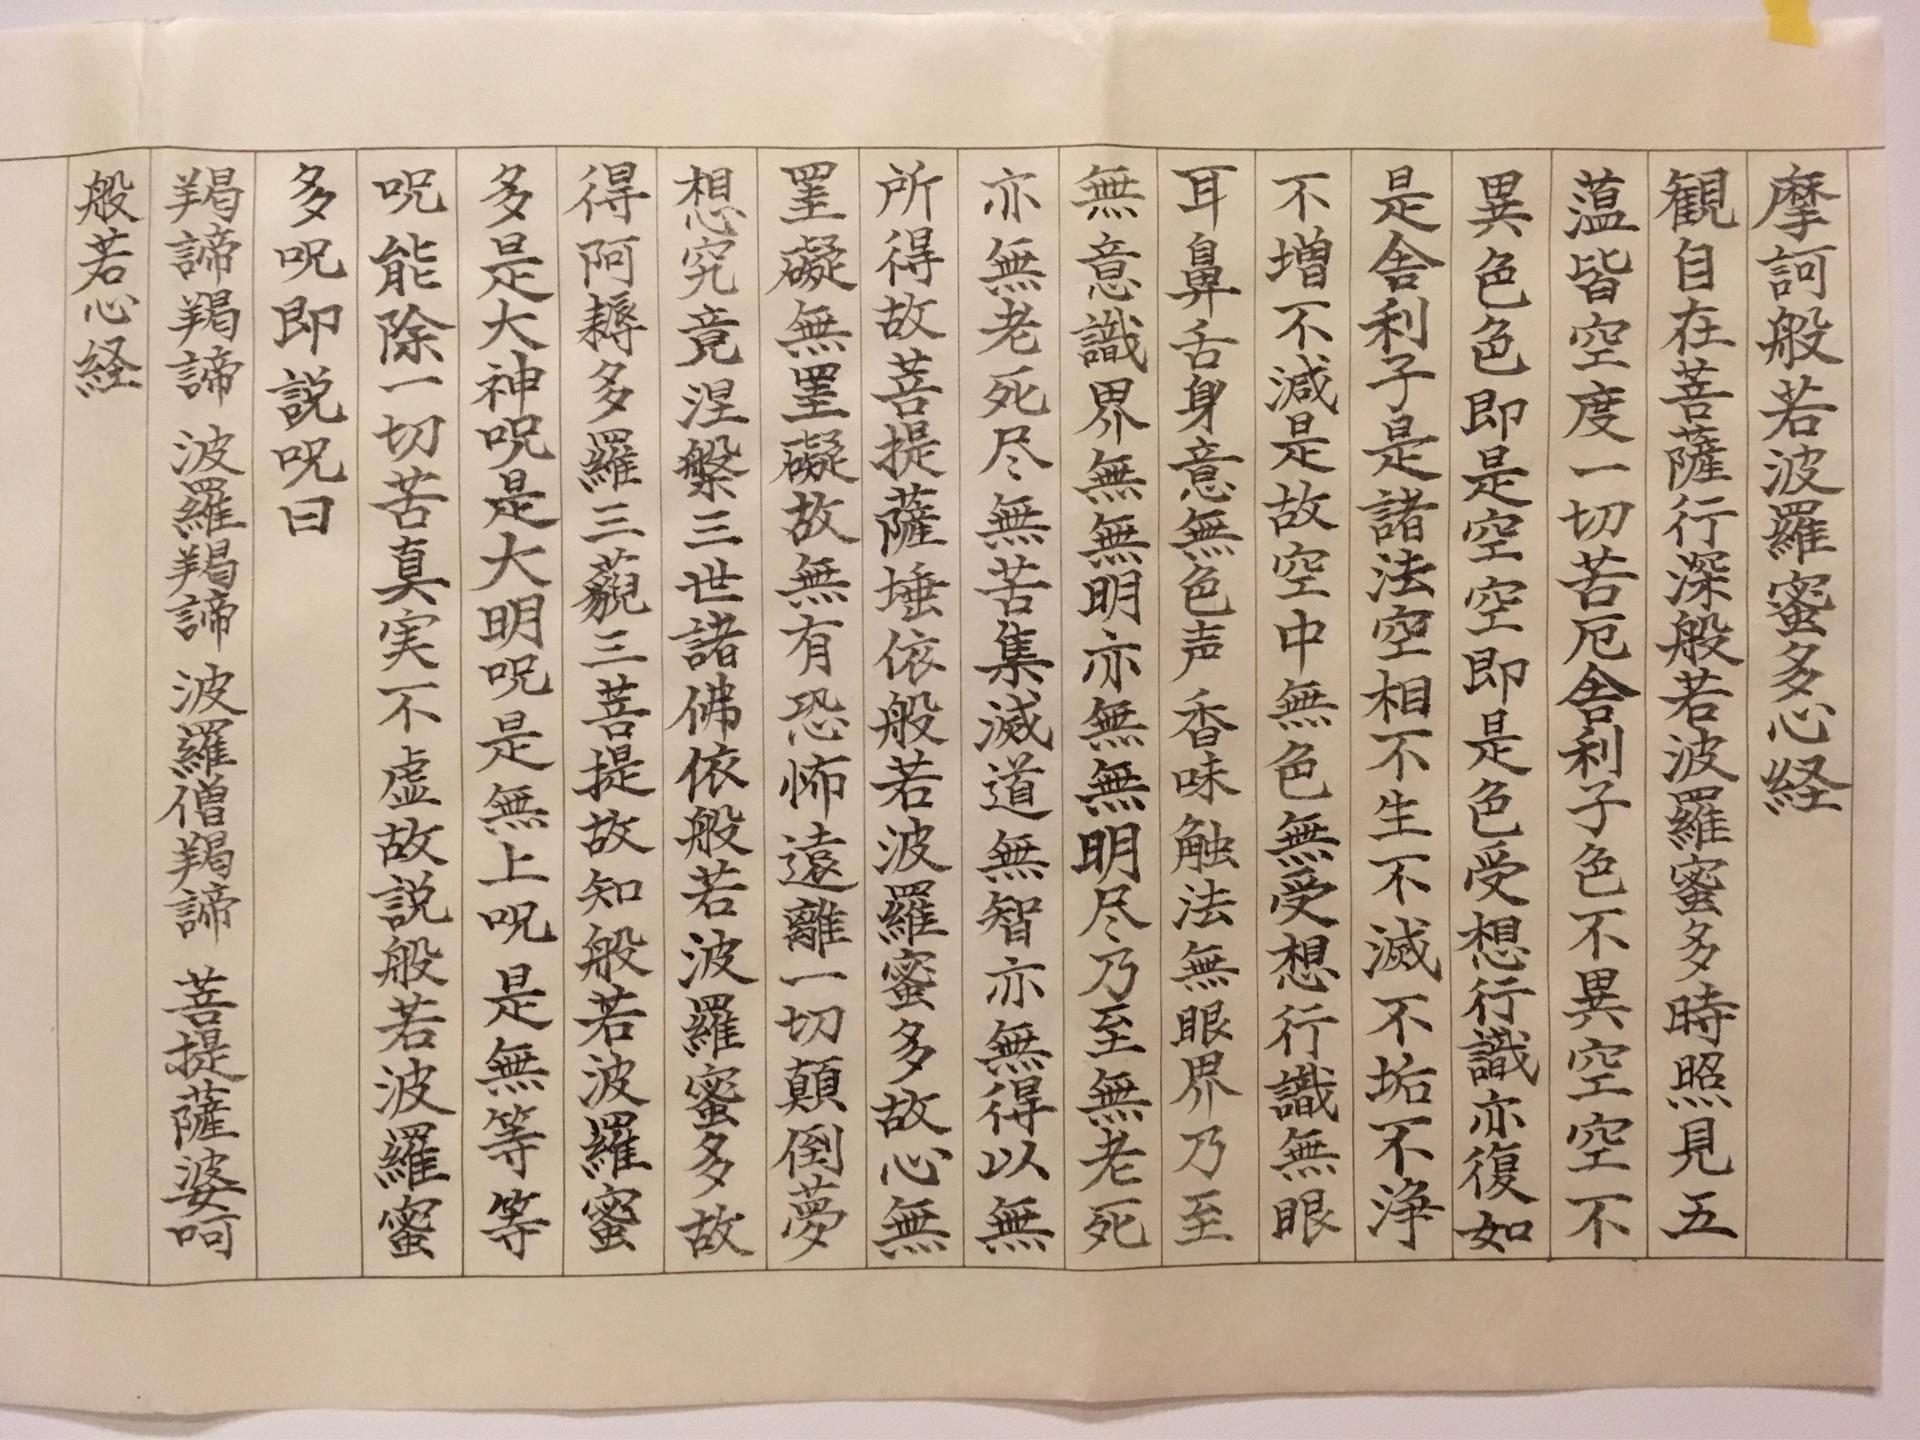 摩訶般若波羅蜜多心経
観自在菩薩行深般若波羅蜜多時照見五
薀皆空度一切苦厄舎利子色不異空空不
異色色即是空空即是色受想行識亦復如
是舎利子是諸法空相不生不滅不垢不浄
不増不減是故空中無色無受想行識無眼
耳鼻舌身意無色声香味触法無眼界乃至
無意識界無無明亦無無明尽乃至無老死
亦無老死尽無苦集滅道無智亦無得以無
所得故菩提薩埵依般若波羅蜜多故心無
罣礙無罣礙故無有恐怖遠離一切顛倒夢
想究竟涅槃三世諸佛依般若波羅蜜多故
得阿耨多羅三藐三菩提故知般若波羅蜜
多是大神呪是大明呪是無上呪是無等等
呪能除一切苦真実不虚故説般若波羅蜜
多呪即説呪曰
羯諦羯諦 波羅羯諦 波羅僧羯諦 菩提薩婆呵
般若心経